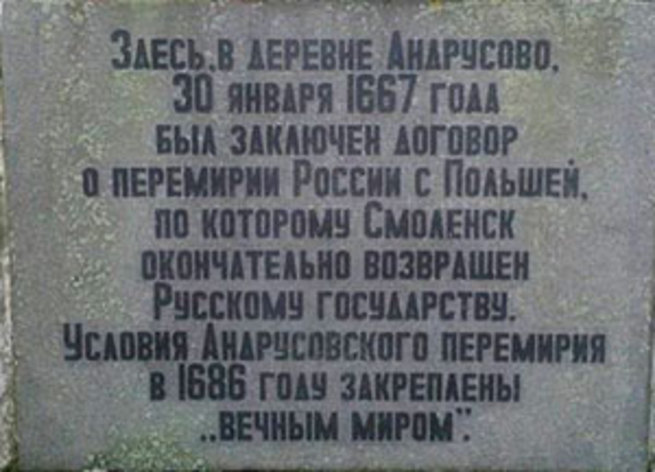 Здесь, в деревне Андрусово,
30 января 1667 года
был заключен договор
о перемирии России с Польшей,
по которому Смоленск
окончательно возвращен
Русскому государству.
Условия Андрусовского перемирия
в 1686 году закреплены
„вечным миром".